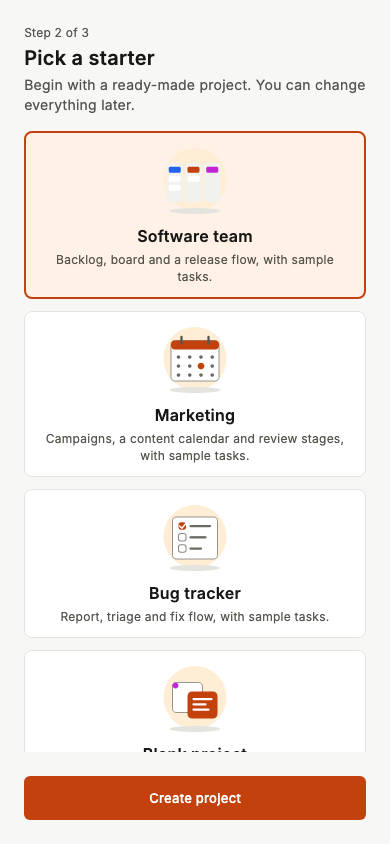 Step 2 of 3
Pick a starter
Begin with a ready-made project. You can change
everything later.
Software team
Backlog, board and a release flow, with sample
tasks.
Marketing
Campaigns, a content calendar and review stages,
with sample tasks.
Bug tracker
Report, triage and fix flow, with sample tasks.
Blank project
Create project